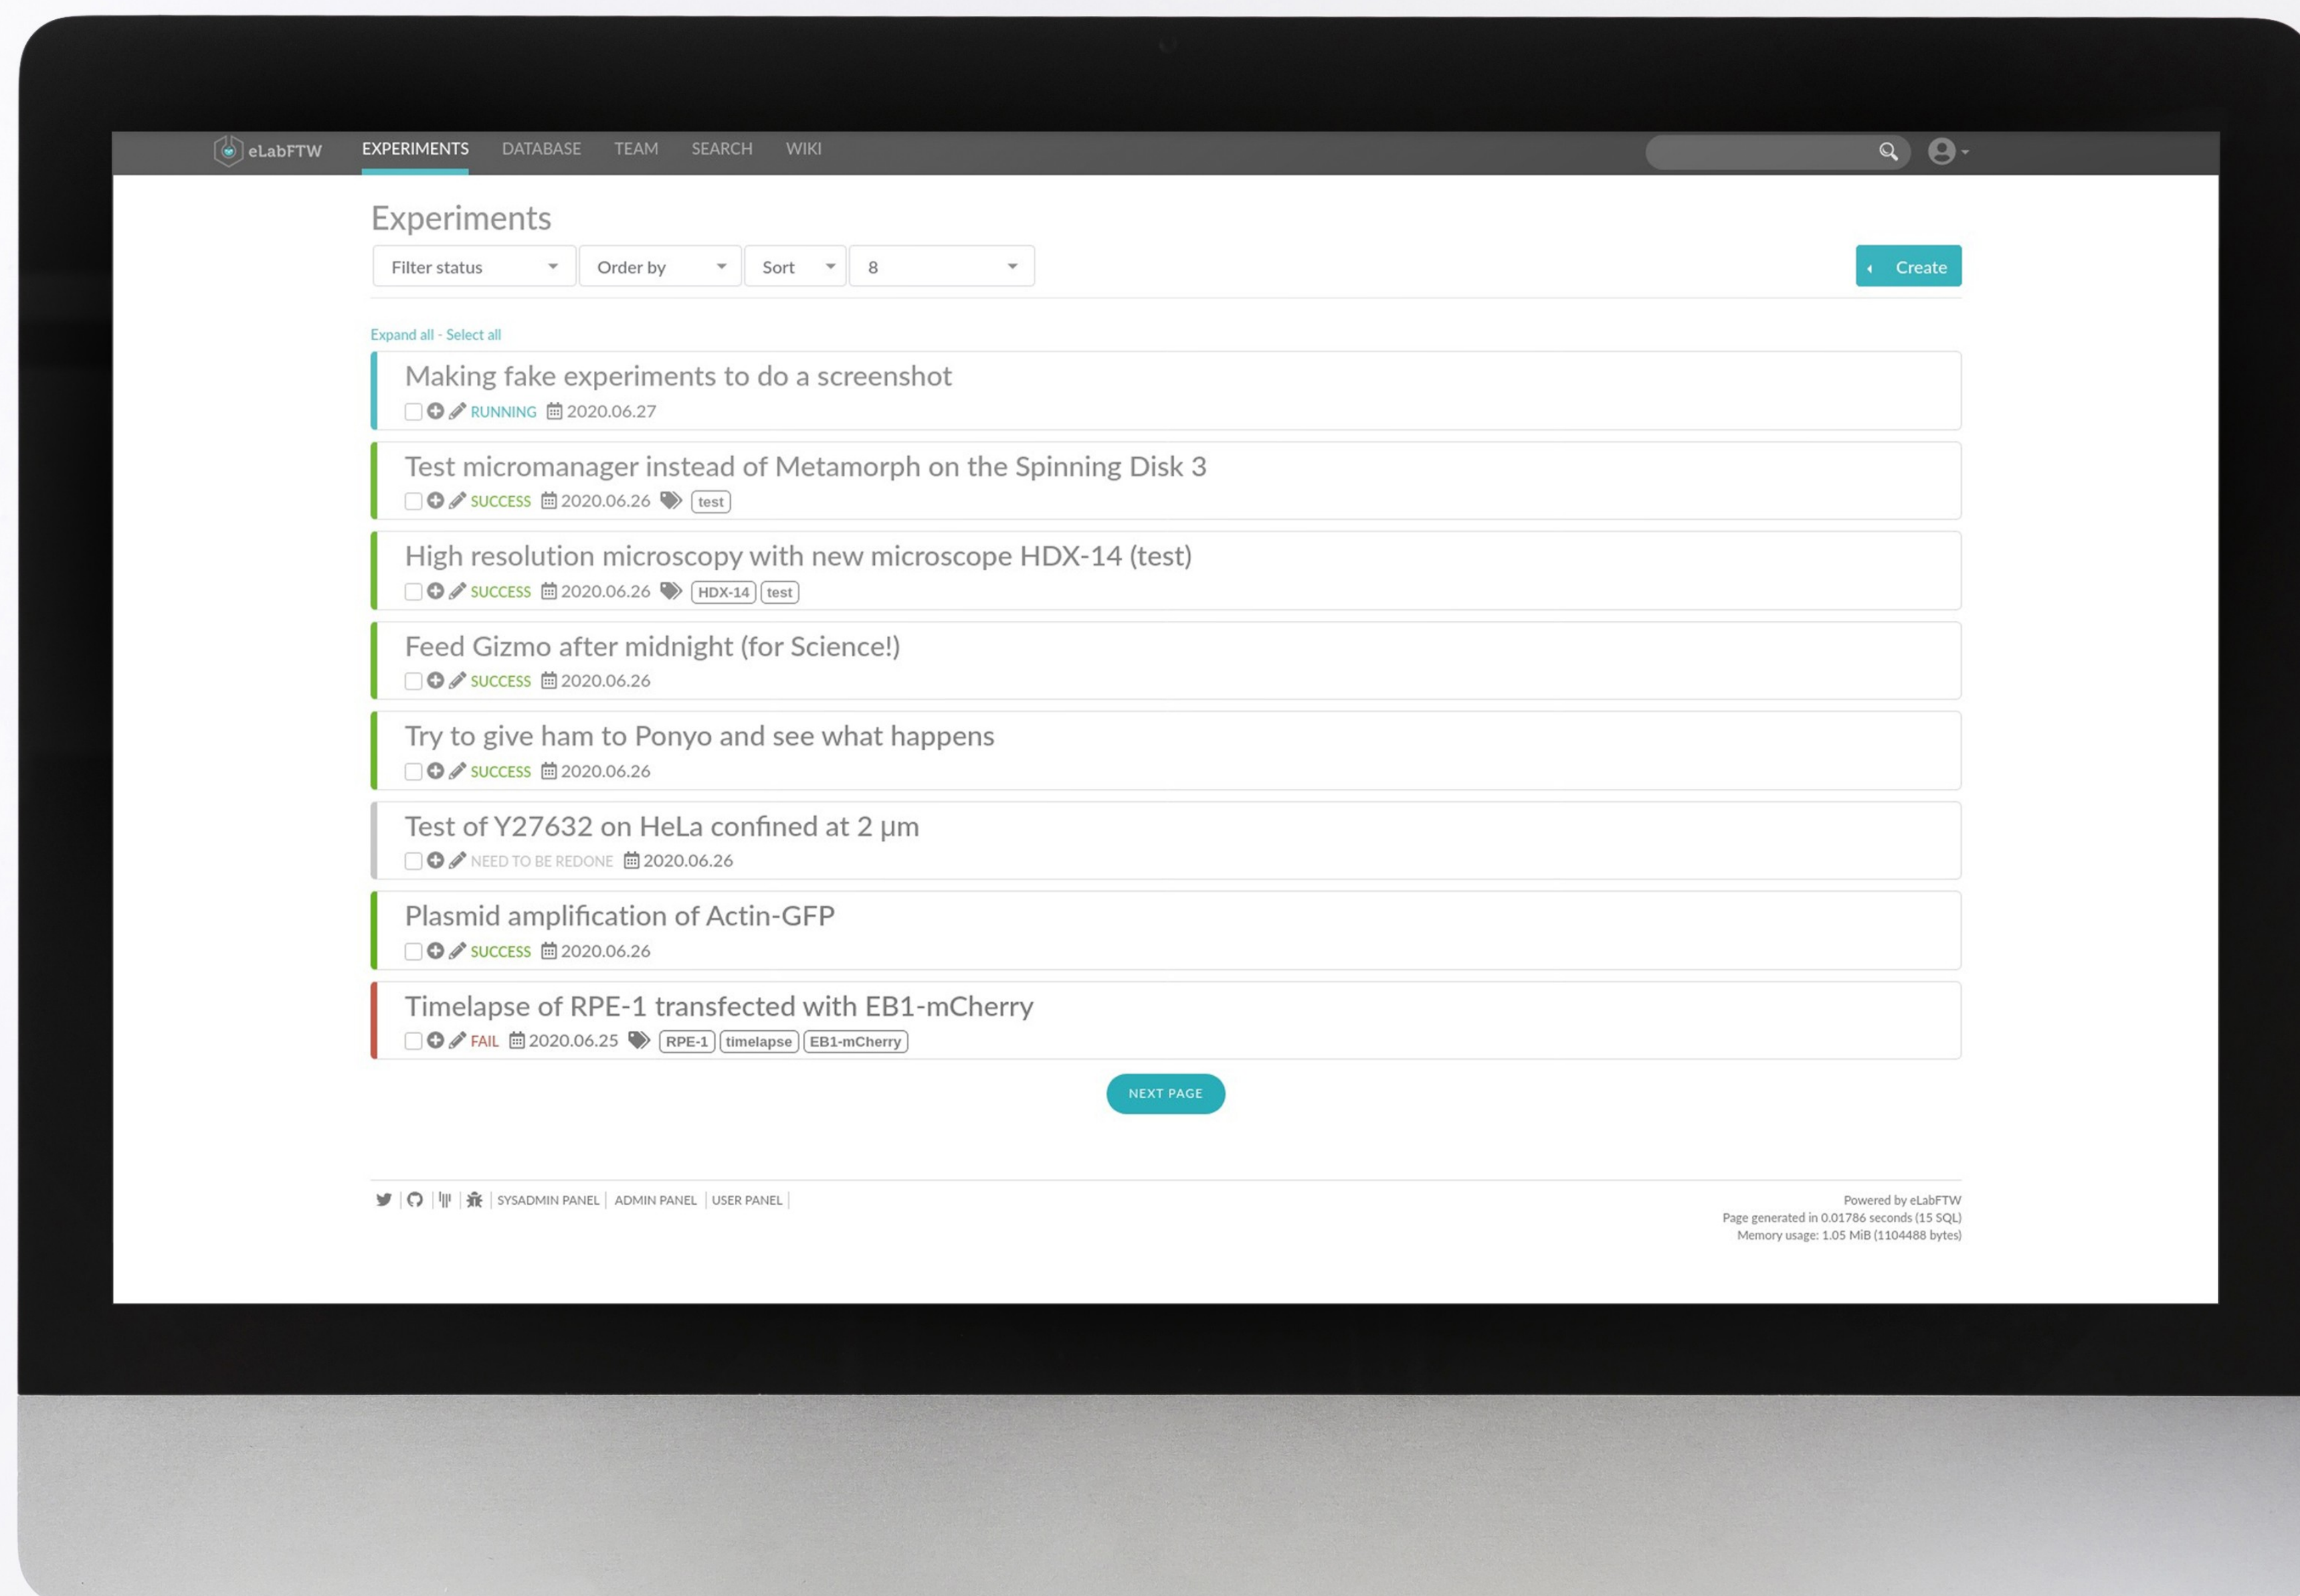 eLabFTW EXPERIMENTS DATABASE TEAM SEARCH WIKI
Experiments
Filter status Order by Sort 8 Create
Expand all - Select all
Making fake experiments to do a screenshot
RUNNING 2020.06.27
Test micromanager instead of Metamorph on the Spinning Disk 3
SUCCESS 2020.06.26 test
High resolution microscopy with new microscope HDX-14 (test)
SUCCESS 2020.06.26 HDX-14 test
Feed Gizmo after midnight (for Science!)
SUCCESS 2020.06.26
Try to give ham to Ponyo and see what happens
SUCCESS 2020.06.26
Test of Y27632 on HeLa confined at 2 µm
NEED TO BE REDONE 2020.06.26
Plasmid amplification of Actin-GFP
SUCCESS 2020.06.26
Timelapse of RPE-1 transfected with EB1-mCherry
FAIL 2020.06.25 RPE-1 timelapse EB1-mCherry
NEXT PAGE
SYSADMIN PANEL | ADMIN PANEL | USER PANEL |
Powered by eLabFTW
Page generated in 0.01786 seconds (15 SQL)
Memory usage: 1.05 MiB (1104488 bytes)